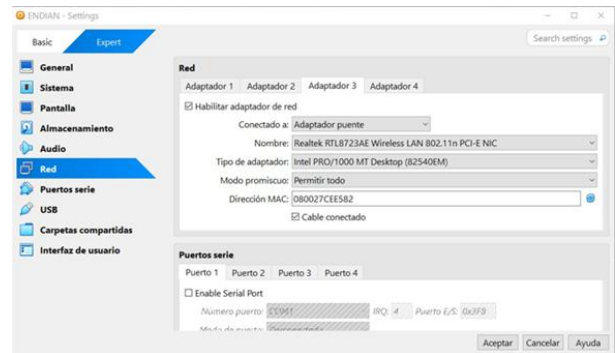 ENDIAN - Settings
Basic Expert
Search settings
General
Sistema
Pantalla
Almacenamiento
Audio
Red
Puertos serie
USB
Carpetas compartidas
Interfaz de usuario
Red
Adaptador 1 Adaptador 2 Adaptador 3 Adaptador 4
Habilitar adaptador de red
Conectado a: Adaptador puente
Nombre: Realtek RTL8723AE Wireless LAN 802.11n PCI-E NIC
Tipo de adaptador: Intel PRO/1000 MT Desktop (82540EM)
Modo promiscuo: Permitir todo
Dirección MAC: 080027CEE582
Cable conectado
Puertos serie
Puerto 1 Puerto 2 Puerto 3 Puerto 4
Enable Serial Port
Número puerto: COM1 IRQ: 4 Puerto E/S: 0x3F8
Modo de puerto: Desconectado
Aceptar Cancelar Ayuda